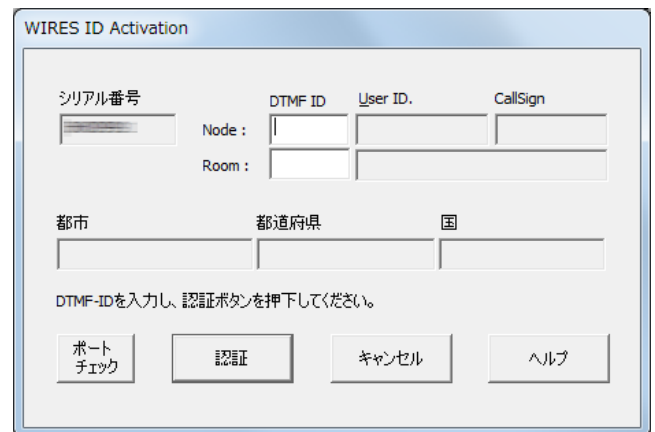 WIRES ID Activation
シリアル番号 DTMF ID User ID. CallSign
Node :
Room :
都市 都道府県 国
DTMF-IDを入力し、認証ボタンを押下してください。
ポート
チェック
認証 キャンセル ヘルプ